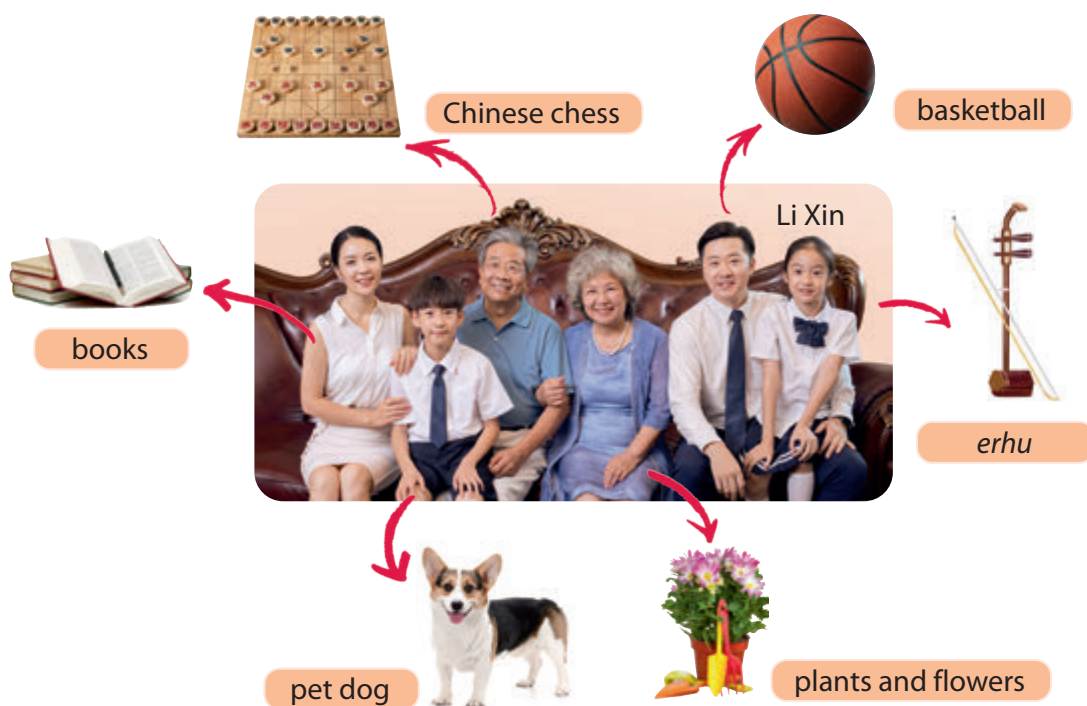 Chinese chess
basketball
Li Xin
books
erhu
pet dog
plants and flowers